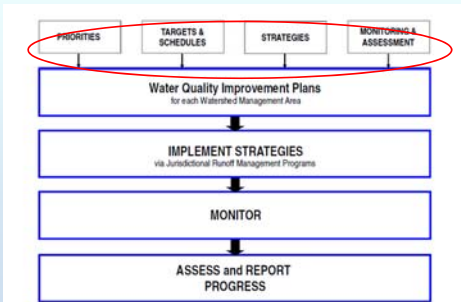 PRIORITIES
TARGETS &
SCHEDULES
STRATEGIES
MONITORING &
ASSESSMENT
Water Quality Improvement Plans
for each Watershed Management Area
IMPLEMENT STRATEGIES
via Jurisdictional Runoff Management Programs
MONITOR
ASSESS and REPORT
PROGRESS